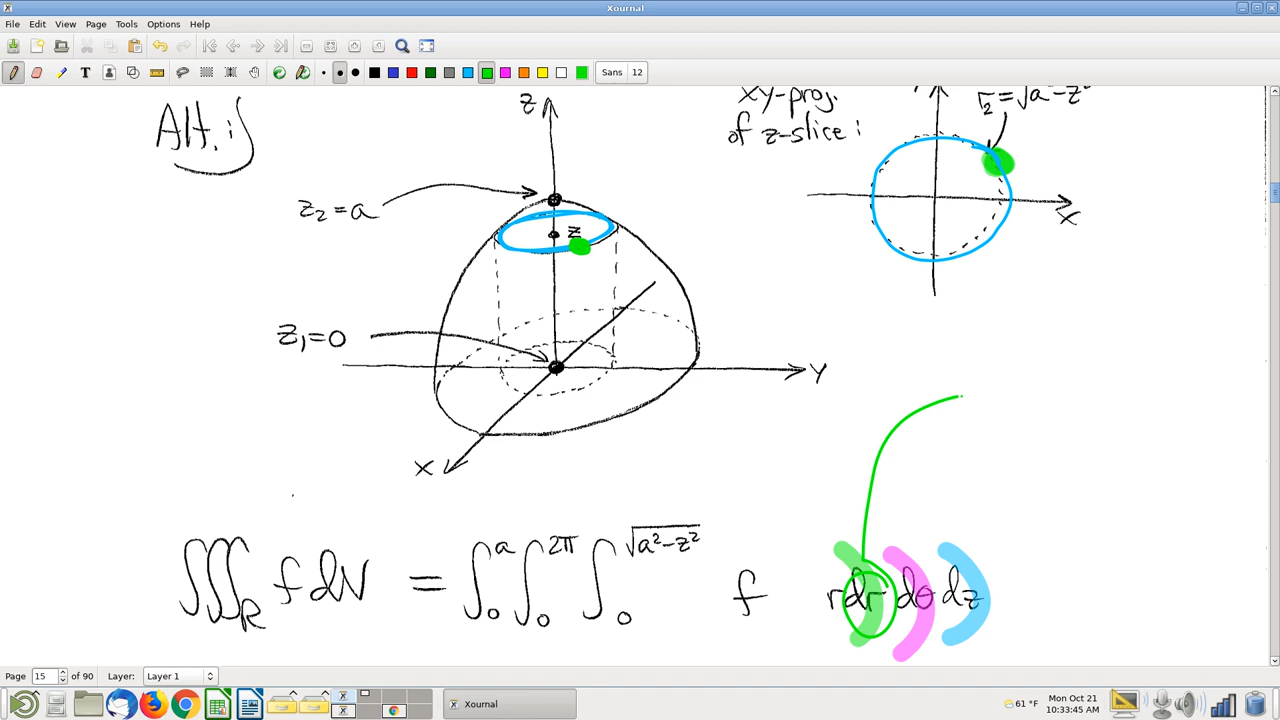 Xournal
File Edit View Page Tools Options Help
Sans 12
Alt.:
z
z₂=a
z
z₁=0
y
x
xy-proj.
of z-slice:
r₂=√a²-z²
x
∭_R f dV = ∫₀^a ∫₀^2π ∫₀^√a²-z² f r dr dθ dz
Page 15 of 90 Layer: Layer 1
Xournal
61 °F
Mon Oct 21
10:33:45 AM